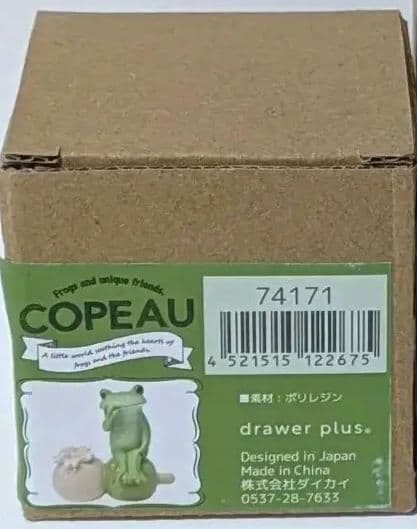 Frogs and unique friends.
COPEAU
A little world soothing the hearts of
frogs and the friends.
74171
4 521515 122675
■素材：ポリレジン
drawer plus®
Designed in Japan
Made in China
株式会社ダイカイ
0537-28-7633